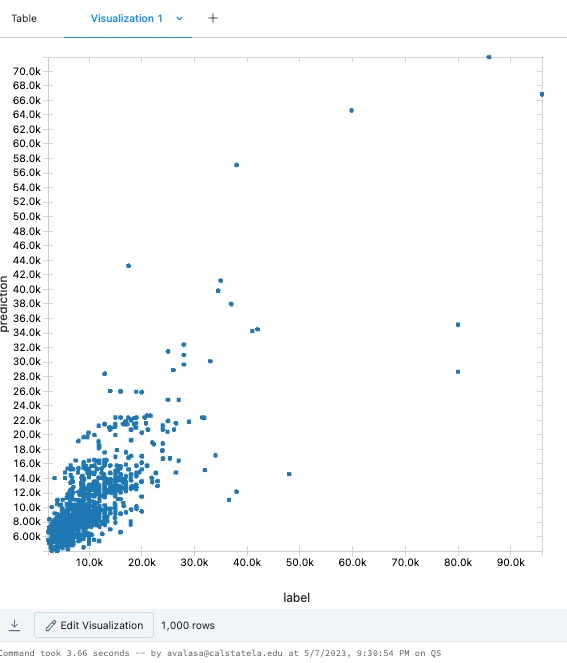 Table Visualization 1 +
70.0k
68.0k
66.0k
64.0k
62.0k
60.0k
58.0k
56.0k
54.0k
52.0k
50.0k
48.0k
46.0k
44.0k
42.0k
40.0k
38.0k
36.0k
34.0k
32.0k
30.0k
28.0k
26.0k
24.0k
22.0k
20.0k
18.0k
16.0k
14.0k
12.0k
10.0k
8.00k
6.00k
prediction
10.0k 20.0k 30.0k 40.0k 50.0k 60.0k 70.0k 80.0k 90.0k
label
Edit Visualization 1,000 rows
Command took 3.66 seconds -- by avalasa@calstatela.edu at 5/7/2023, 9:30:54 PM on QS